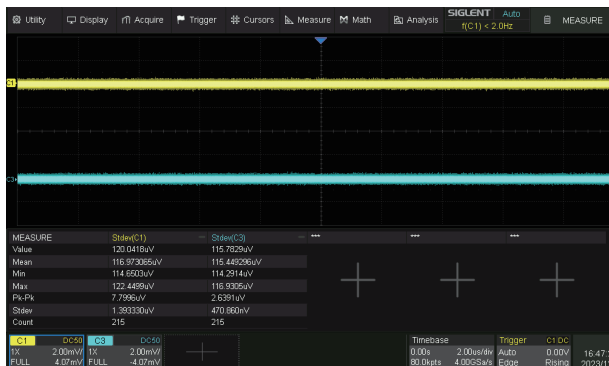 Utility Display Acquire Trigger Cursors Measure Math Analysis SIGLENT Auto MEASURE
f(C1) < 2.0Hz
C1
C3
MEASURE Stdev(C1) Stdev(C3) *** *** ***
Value 120.0418uV 115.7829uV
Mean 116.973065uV 115.449296uV
Min 114.6503uV 114.2914uV
Max 122.4499uV 116.9305uV
Pk-Pk 7.7996uV 2.6391uV
Stdev 1.393330uV 470.860nV
Count 215 215
C1 DC50 C3 DC50 Timebase Trigger C1 DC
1X 2.00mV/ 1X 2.00mV/ 0.00s 2.00us/div Auto 0.00V 16:47:
FULL 4.07mV FULL -4.07mV 80.0kpts 4.00GSa/s Edge Rising 2023/1